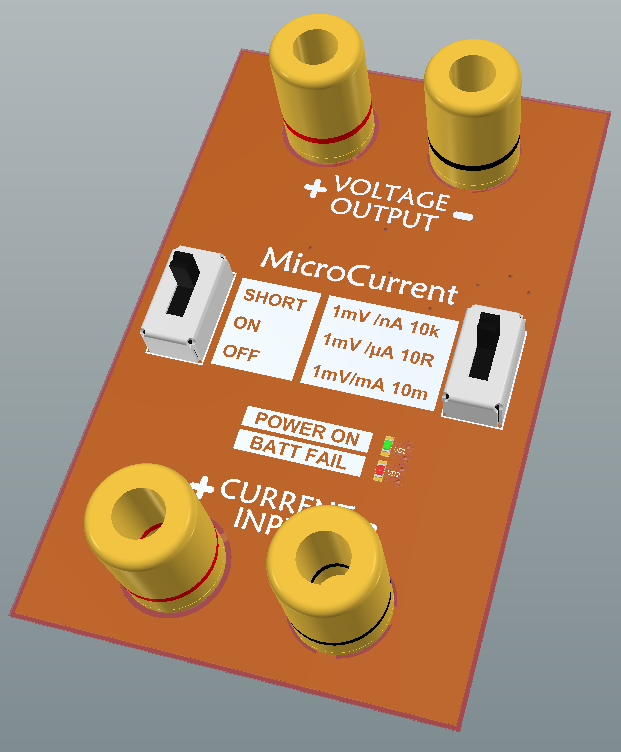 + VOLTAGE -
OUTPUT
MicroCurrent
SHORT
ON
OFF
1mV /nA 10k
1mV /µA 10R
1mV/mA 10m
POWER ON
BATT FAIL
+ CURRENT